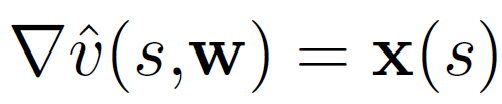 ∇v̂(s,𝐰) = 𝐱(s)